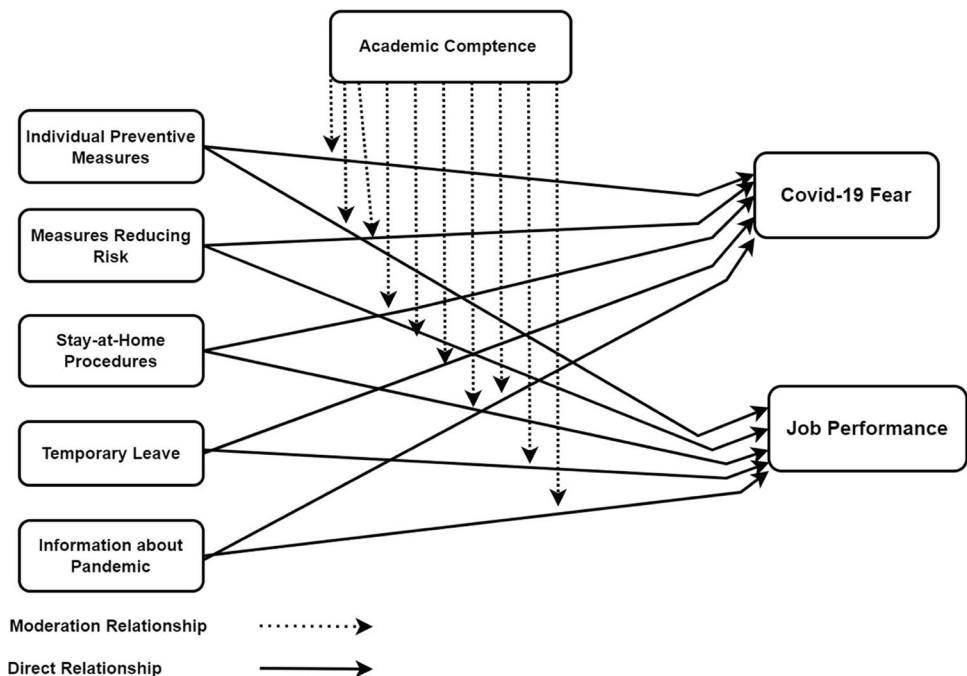 Academic Comptence
Individual Preventive
Measures
Covid-19 Fear
Measures Reducing
Risk
Stay-at-Home
Procedures
Job Performance
Temporary Leave
Information about
Pandemic
Moderation Relationship
Direct Relationship